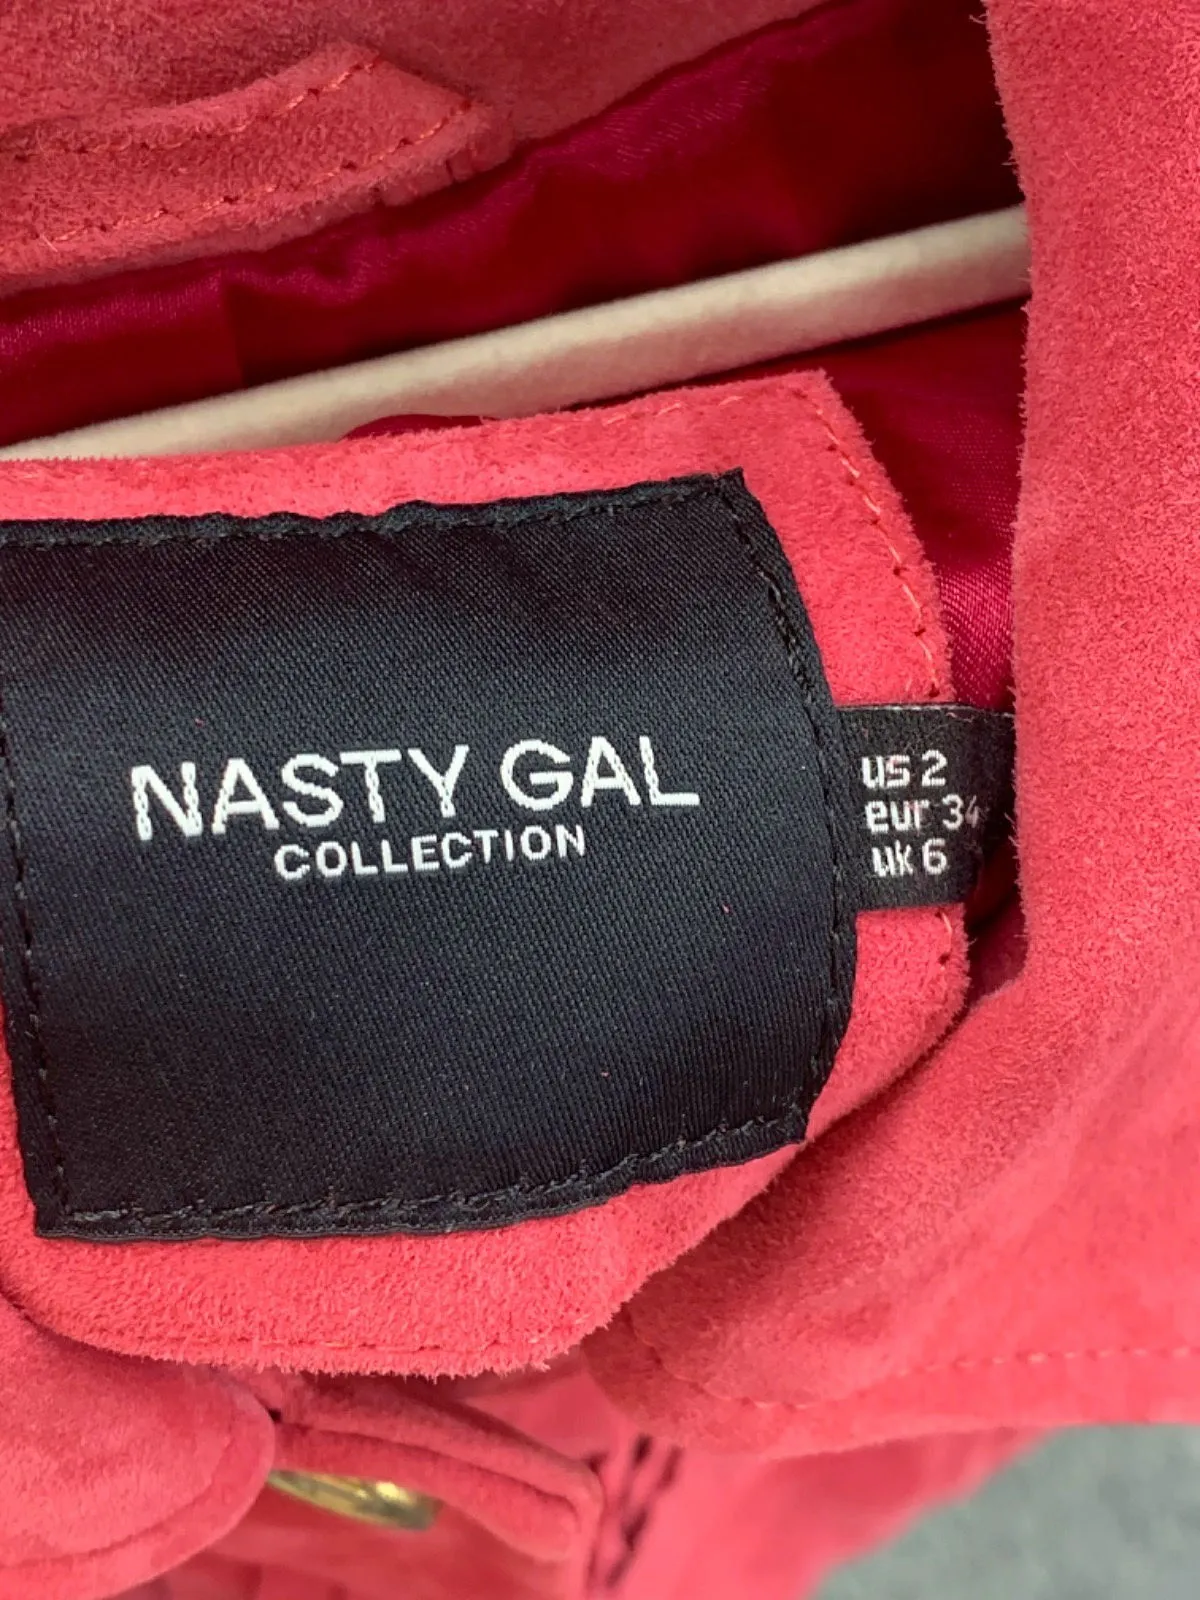 NASTY GAL
COLLECTION
us 2
eur 34
uk 6